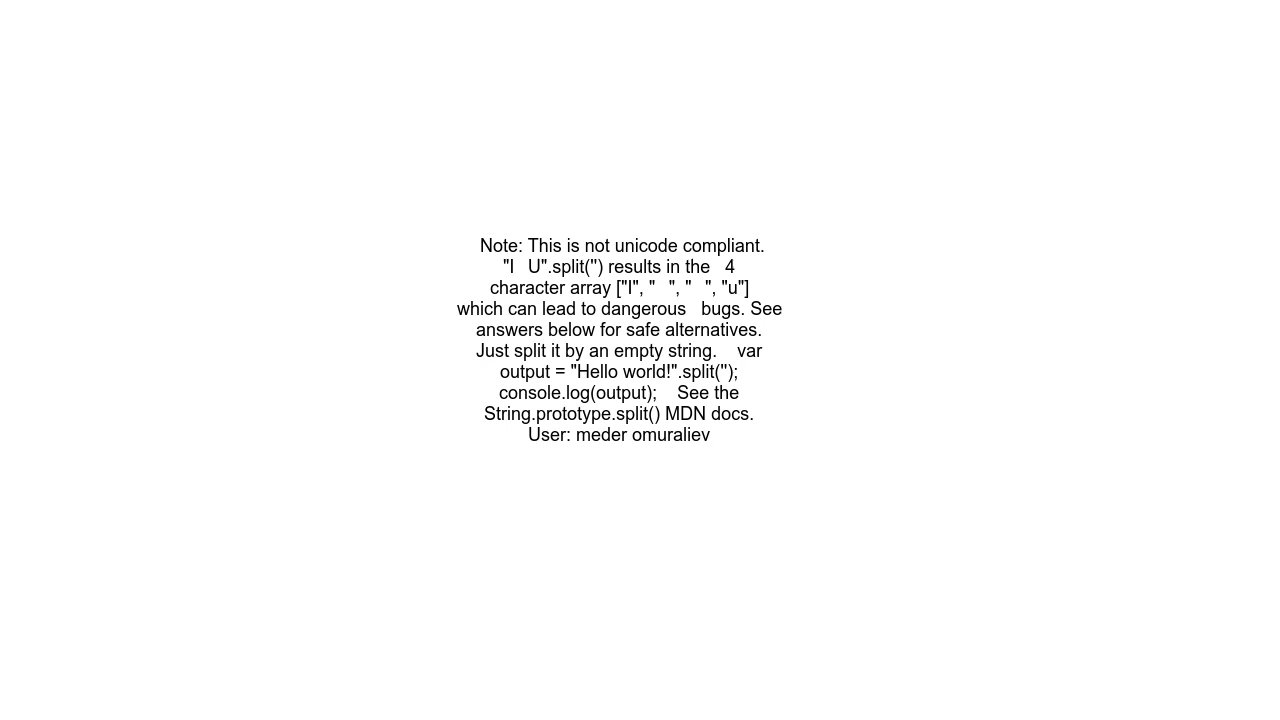 Note: This is not unicode compliant.
"I   U".split('') results in the   4
character array ["I", "   ", "   ", "u"]
which can lead to dangerous   bugs. See
answers below for safe alternatives.
Just split it by an empty string.    var
output = "Hello world!".split('');
console.log(output);    See the
String.prototype.split() MDN docs.
User: meder omuraliev